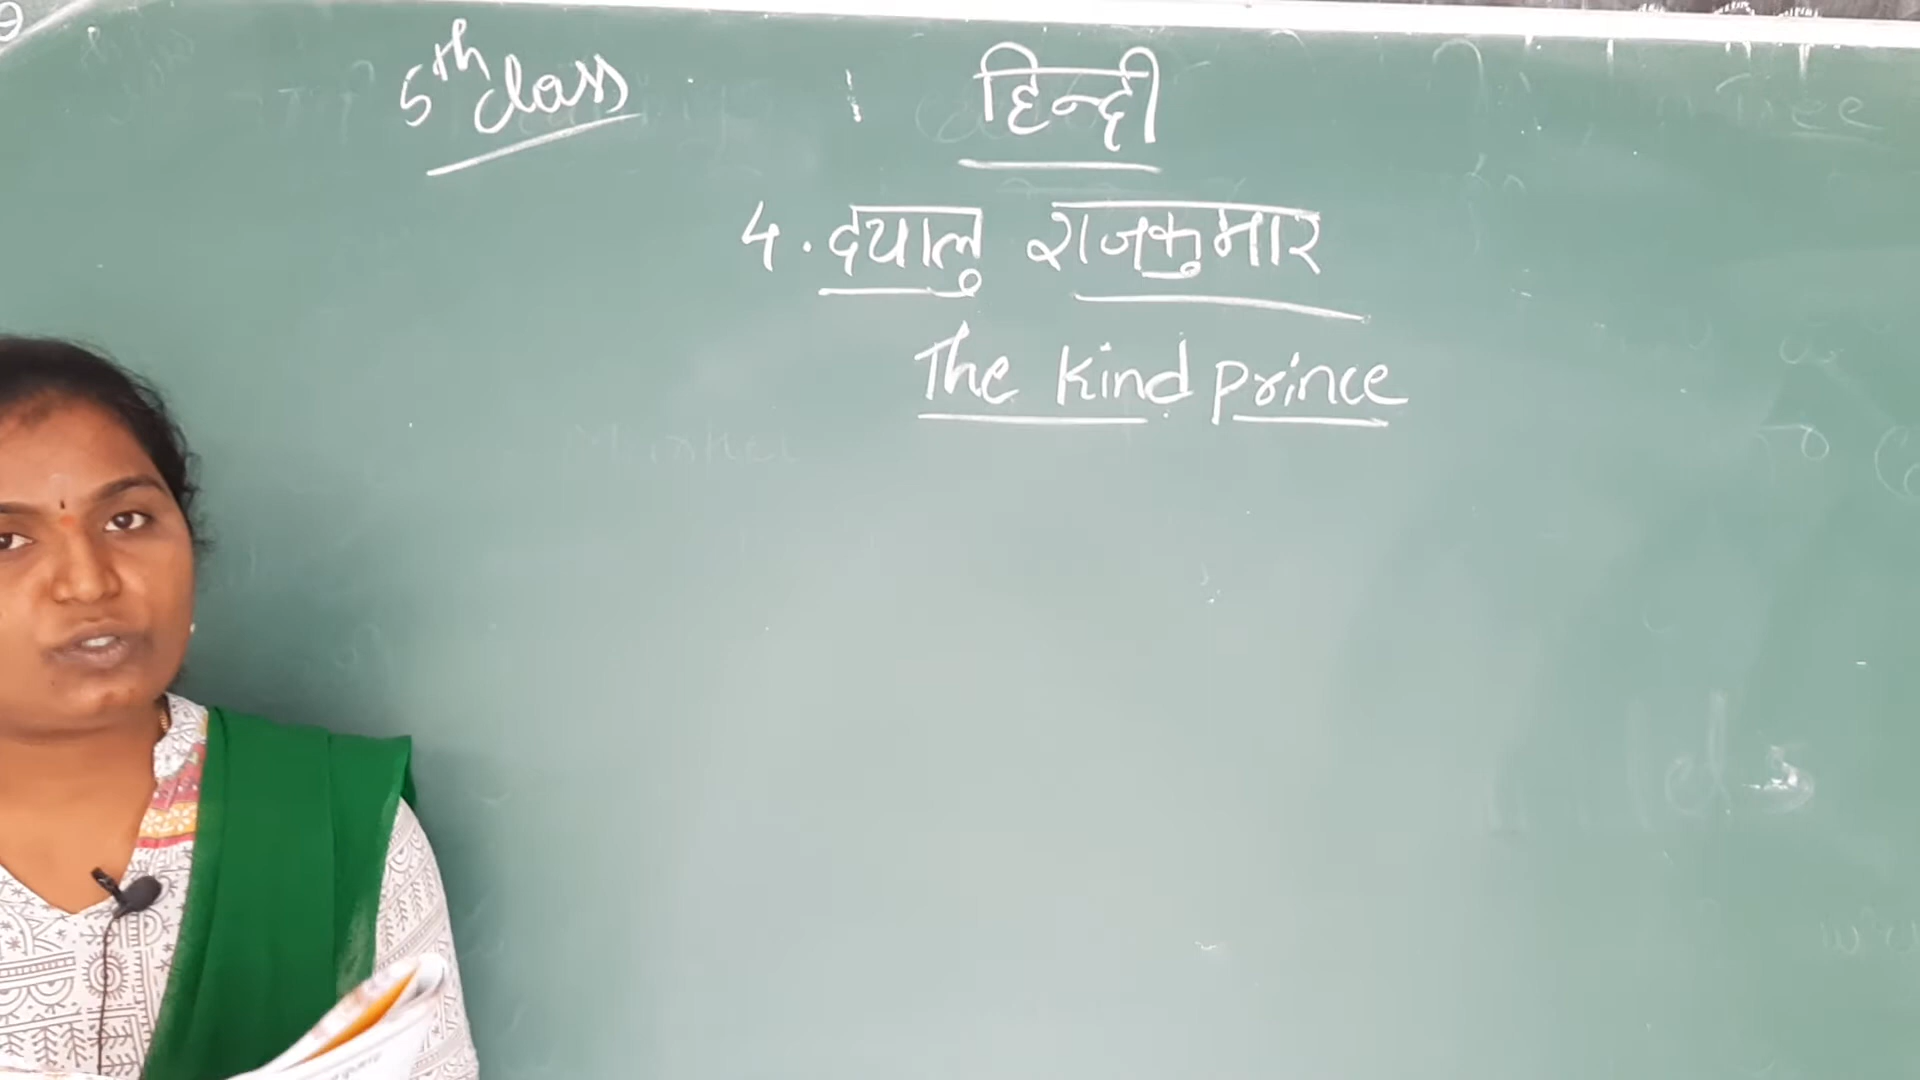 5th class
हिन्दी
4. दयालु राजकुमार
The kind prince